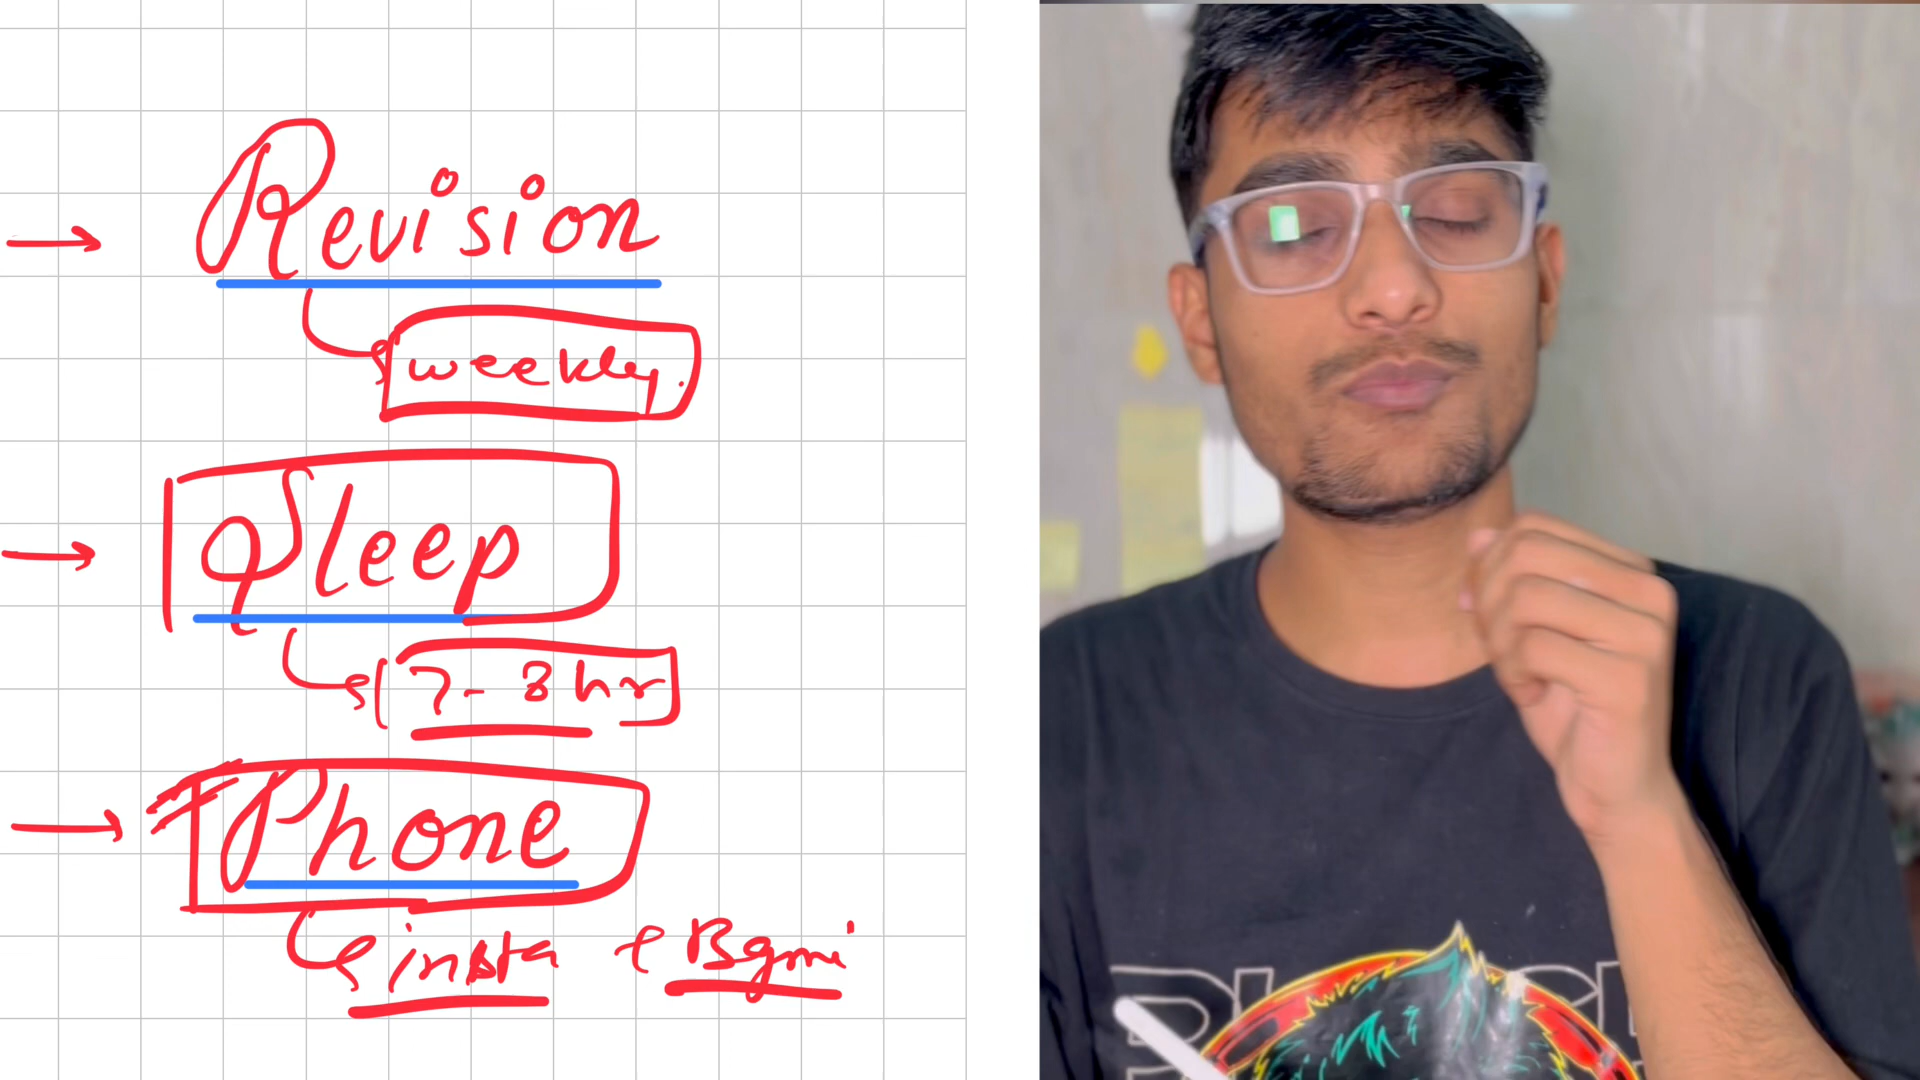 → Revision
weekly.
→ Sleep
7-8 hr
→ Phone
insta + Bgmi